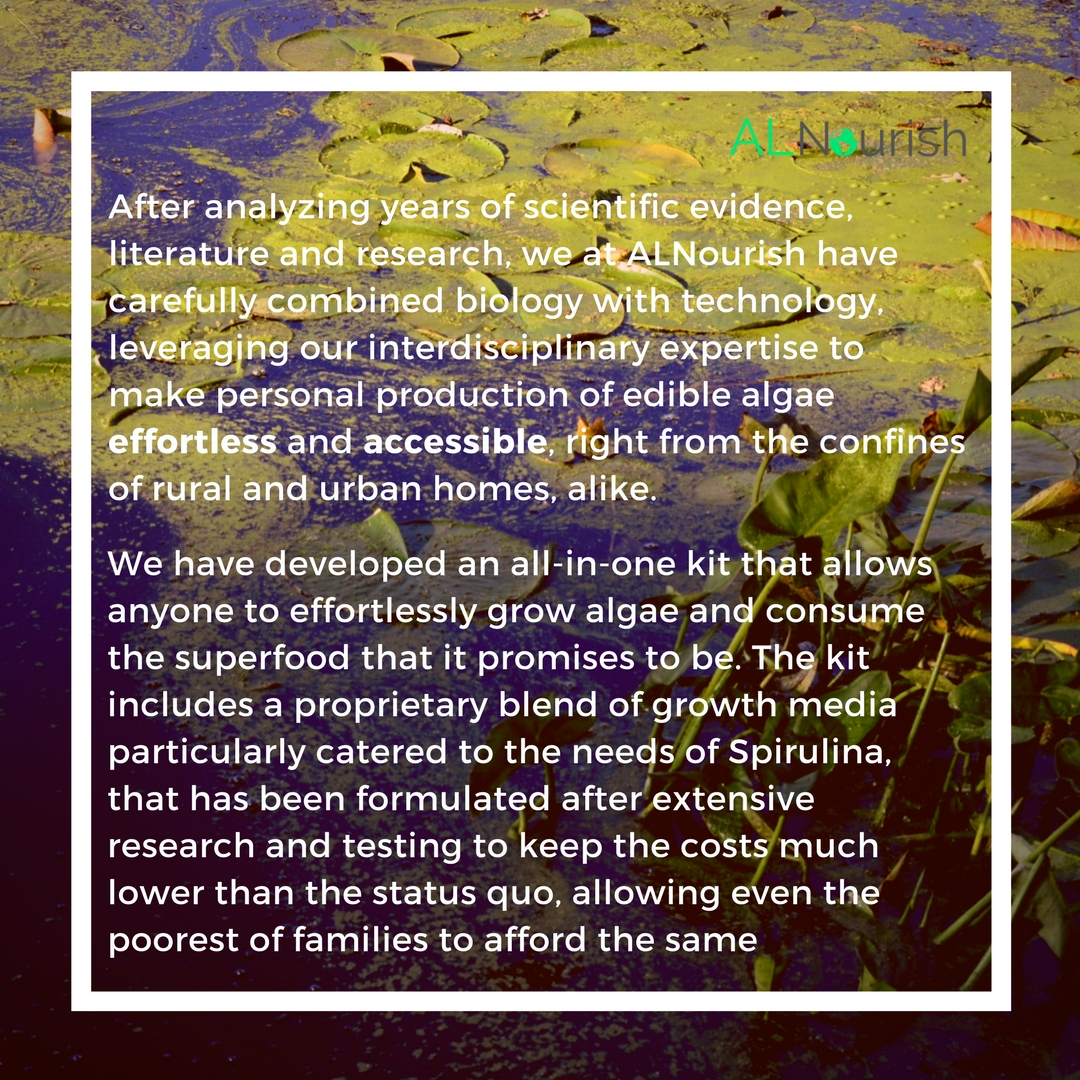 ALNourish
After analyzing years of scientific evidence,
literature and research, we at ALNourish have
carefully combined biology with technology,
leveraging our interdisciplinary expertise to
make personal production of edible algae
effortless and accessible, right from the confines
of rural and urban homes, alike.
We have developed an all-in-one kit that allows
anyone to effortlessly grow algae and consume
the superfood that it promises to be. The kit
includes a proprietary blend of growth media
particularly catered to the needs of Spirulina,
that has been formulated after extensive
research and testing to keep the costs much
lower than the status quo, allowing even the
poorest of families to afford the same